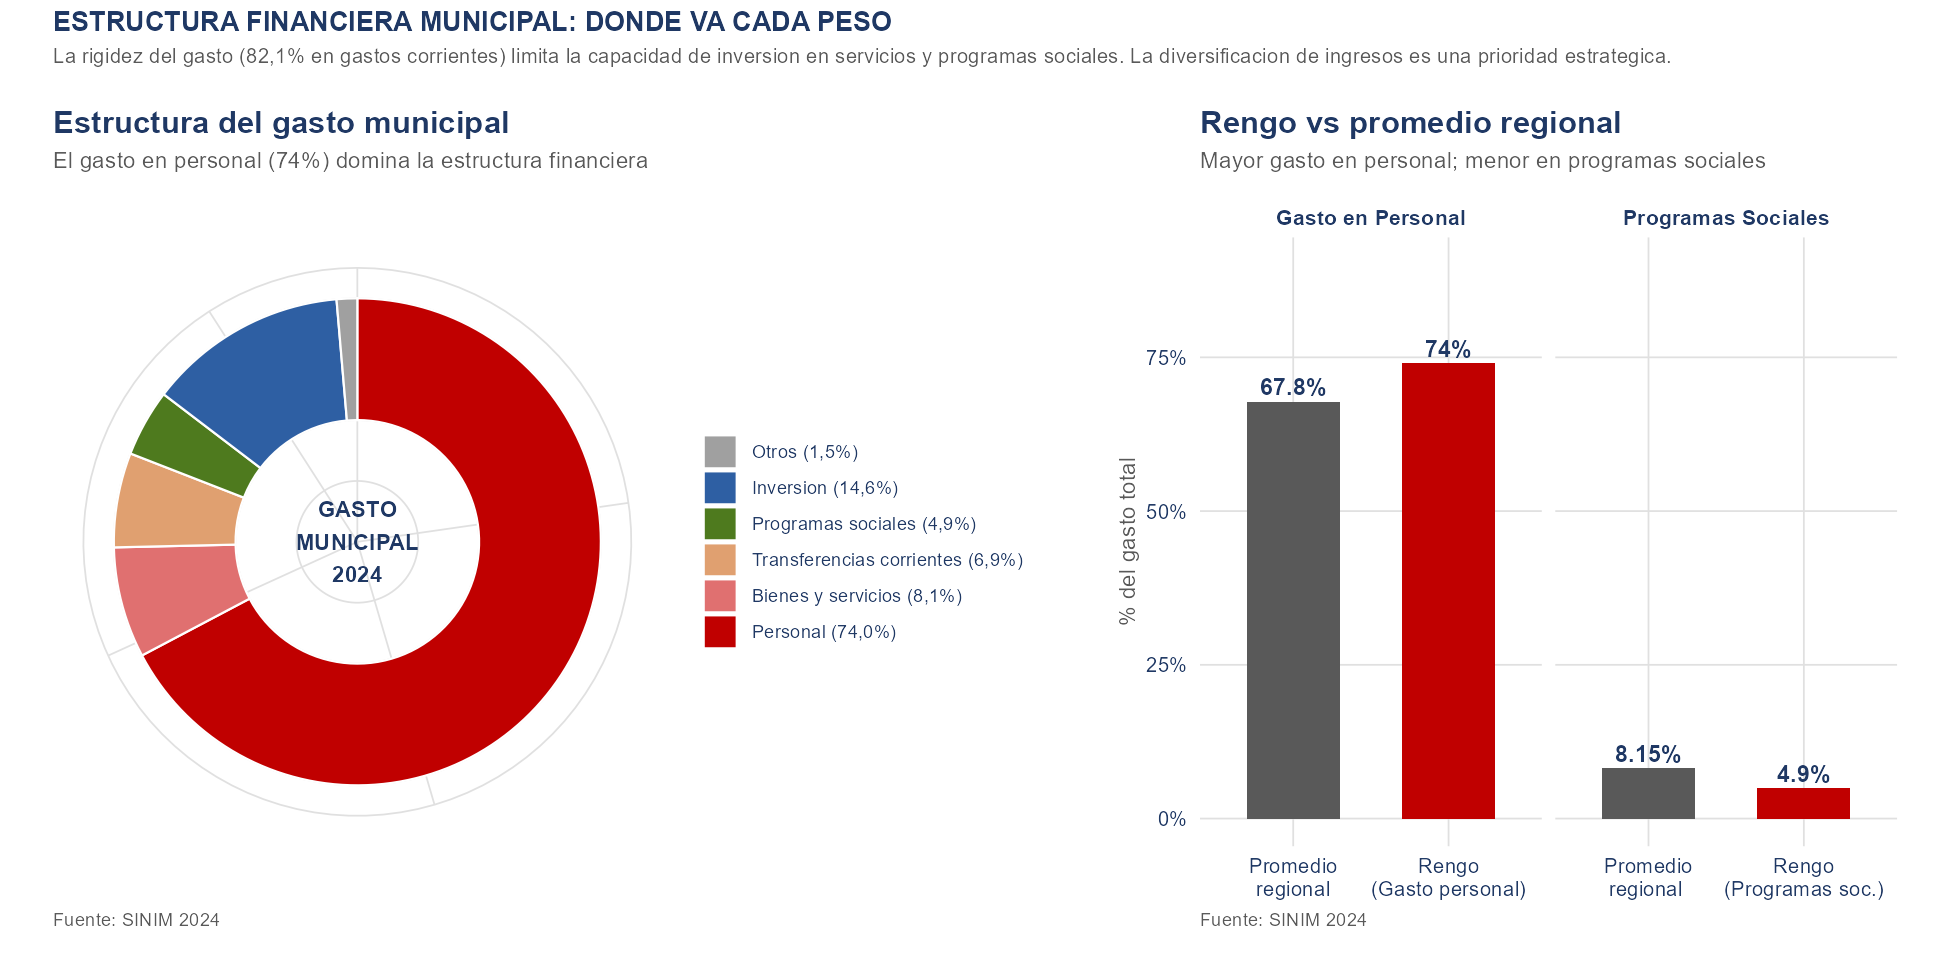 ESTRUCTURA FINANCIERA MUNICIPAL: DONDE VA CADA PESO
La rigidez del gasto (82,1% en gastos corrientes) limita la capacidad de inversion en servicios y programas sociales. La diversificacion de ingresos es una prioridad estrategica.
Estructura del gasto municipal
El gasto en personal (74%) domina la estructura financiera
GASTO
MUNICIPAL
2024
Otros (1,5%)
Inversion (14,6%)
Programas sociales (4,9%)
Transferencias corrientes (6,9%)
Bienes y servicios (8,1%)
Personal (74,0%)
Fuente: SINIM 2024
Rengo vs promedio regional
Mayor gasto en personal; menor en programas sociales
Gasto en Personal
Programas Sociales
% del gasto total
75%
50%
25%
0%
67.8%
74%
8.15%
4.9%
Promedio
regional
Rengo
(Gasto personal)
Promedio
regional
Rengo
(Programas soc.)
Fuente: SINIM 2024